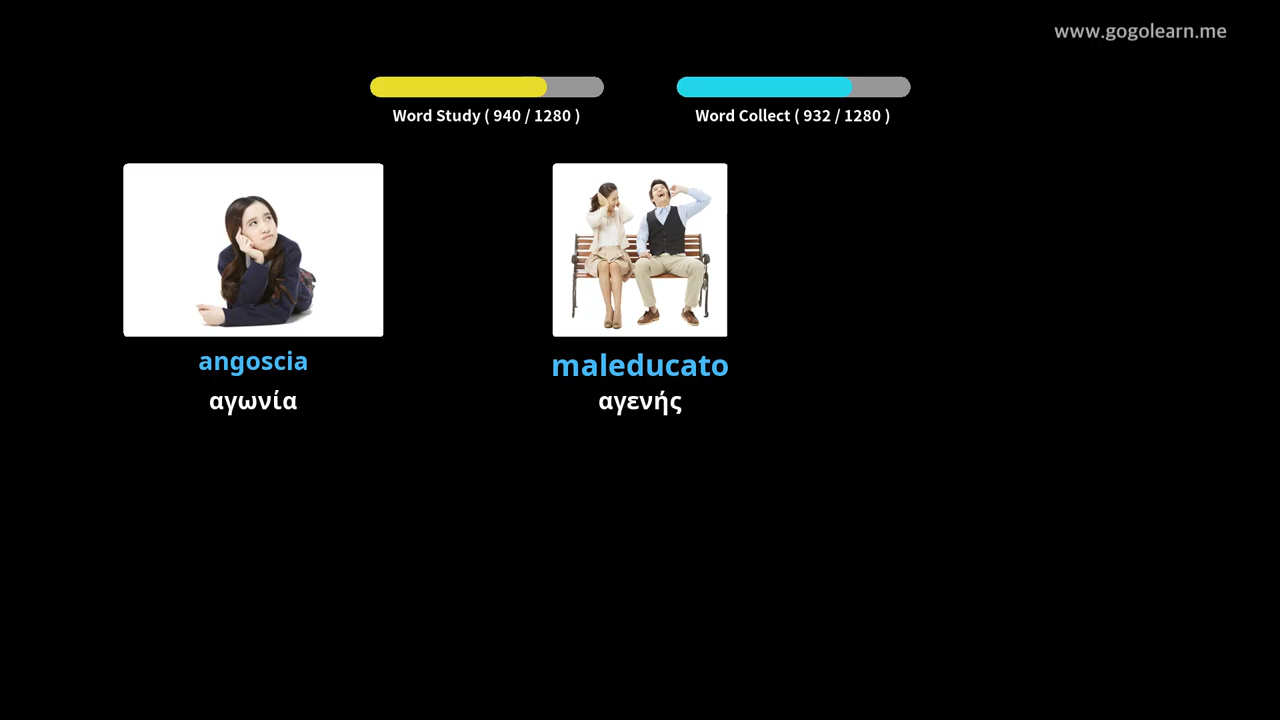 www.gogolearn.me
Word Study ( 940 / 1280 )
Word Collect ( 932 / 1280 )
angoscia
αγωνία
maleducato
αγενής